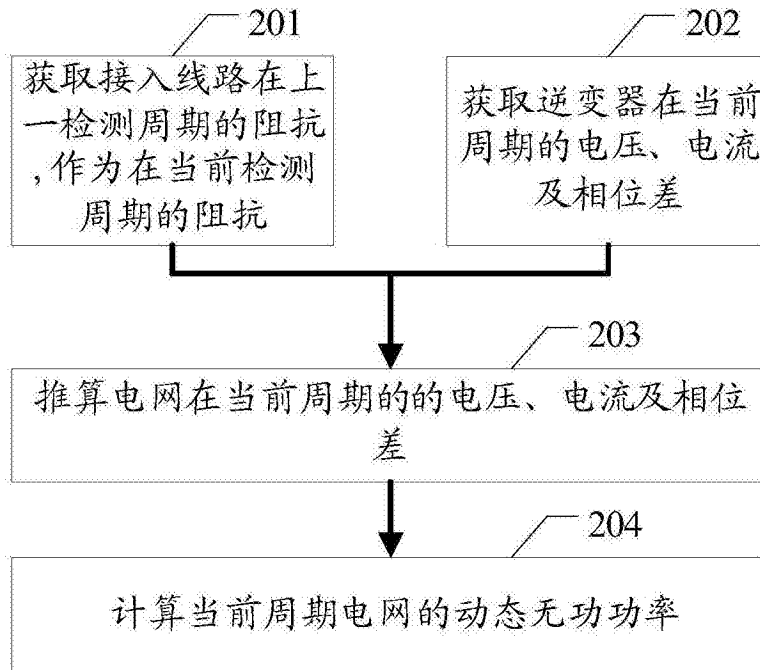 201
获取接入线路在上
一检测周期的阻抗
,作为在当前检测
周期的阻抗
202
获取逆变器在当前
周期的电压、电流
及相位差
203
推算电网在当前周期的的电压、电流及相位
差
204
计算当前周期电网的动态无功功率